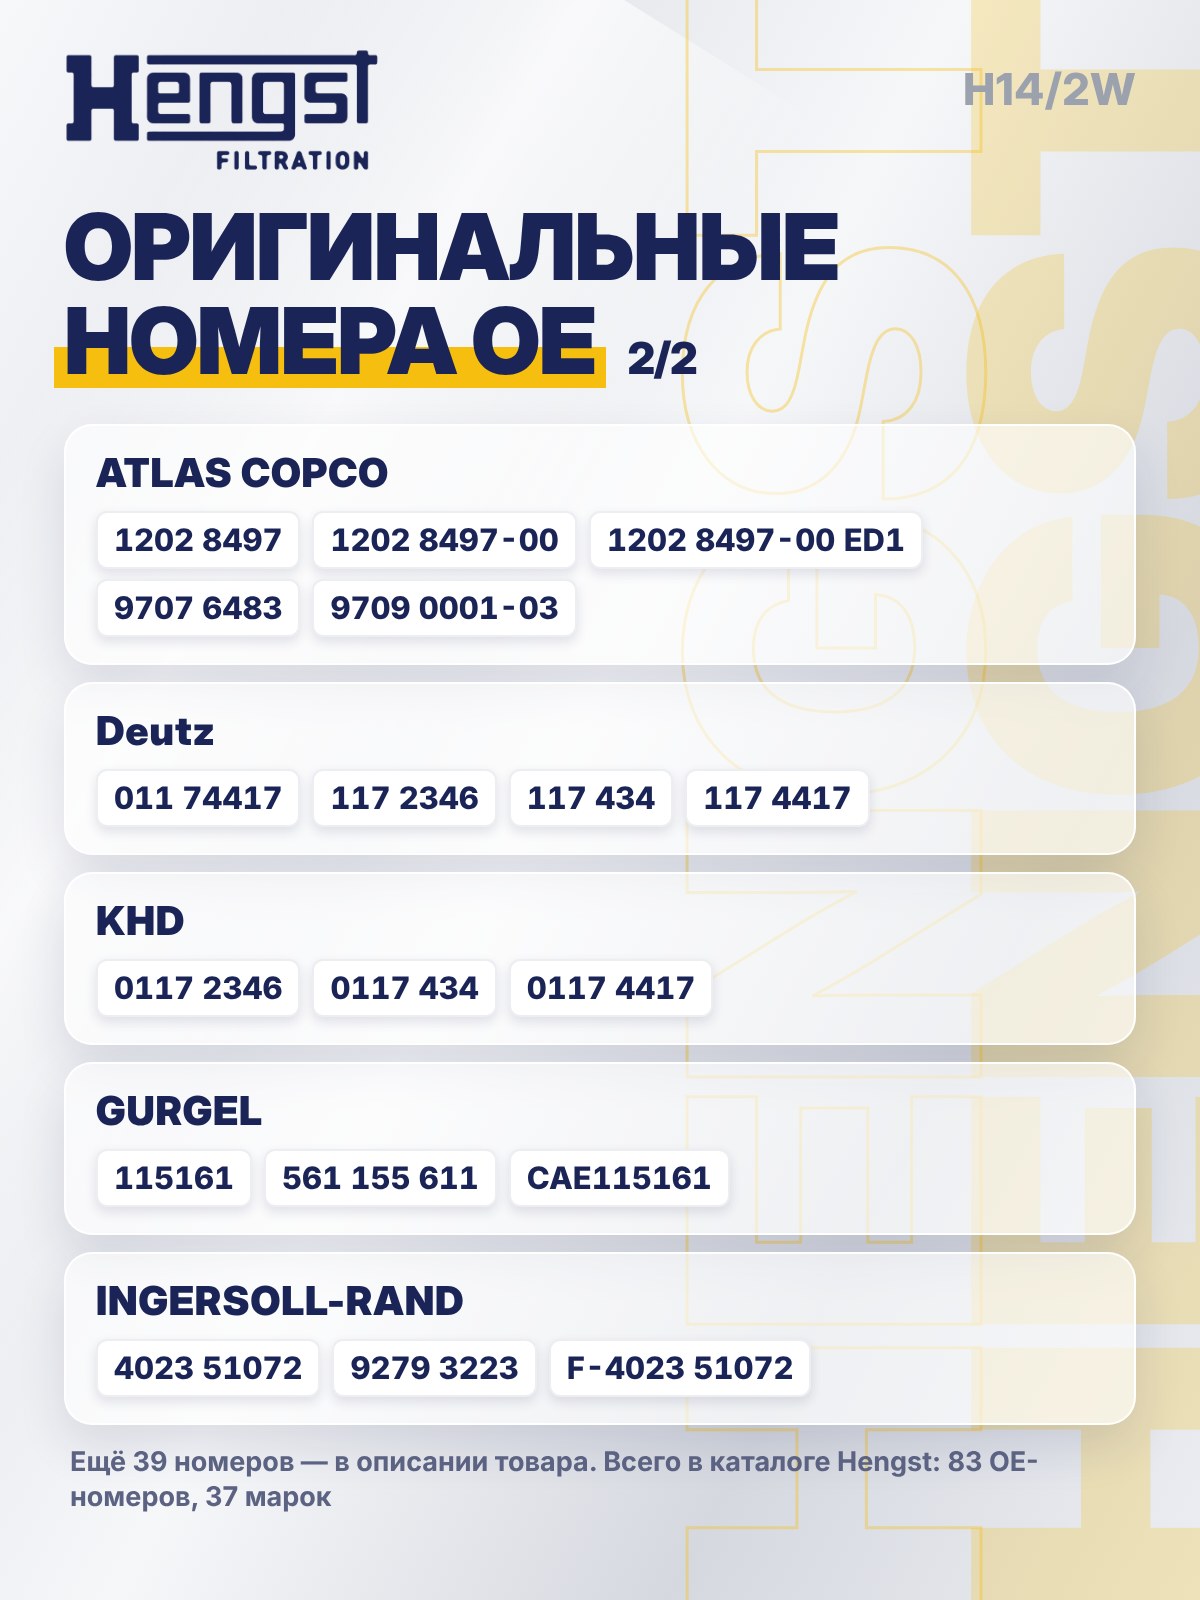 Hengst
FILTRATION
H14/2W
ОРИГИНАЛЬНЫЕ
НОМЕРА OE 2/2
ATLAS COPCO
1202 8497 1202 8497-00 1202 8497-00 ED1
9707 6483 9709 0001-03
Deutz
011 74417 117 2346 117 434 117 4417
KHD
0117 2346 0117 434 0117 4417
GURGEL
115161 561 155 611 CAE115161
INGERSOLL-RAND
4023 51072 9279 3223 F-4023 51072
Ещё 39 номеров — в описании товара. Всего в каталоге Hengst: 83 OE-
номеров, 37 марок
HENGST
HENGST